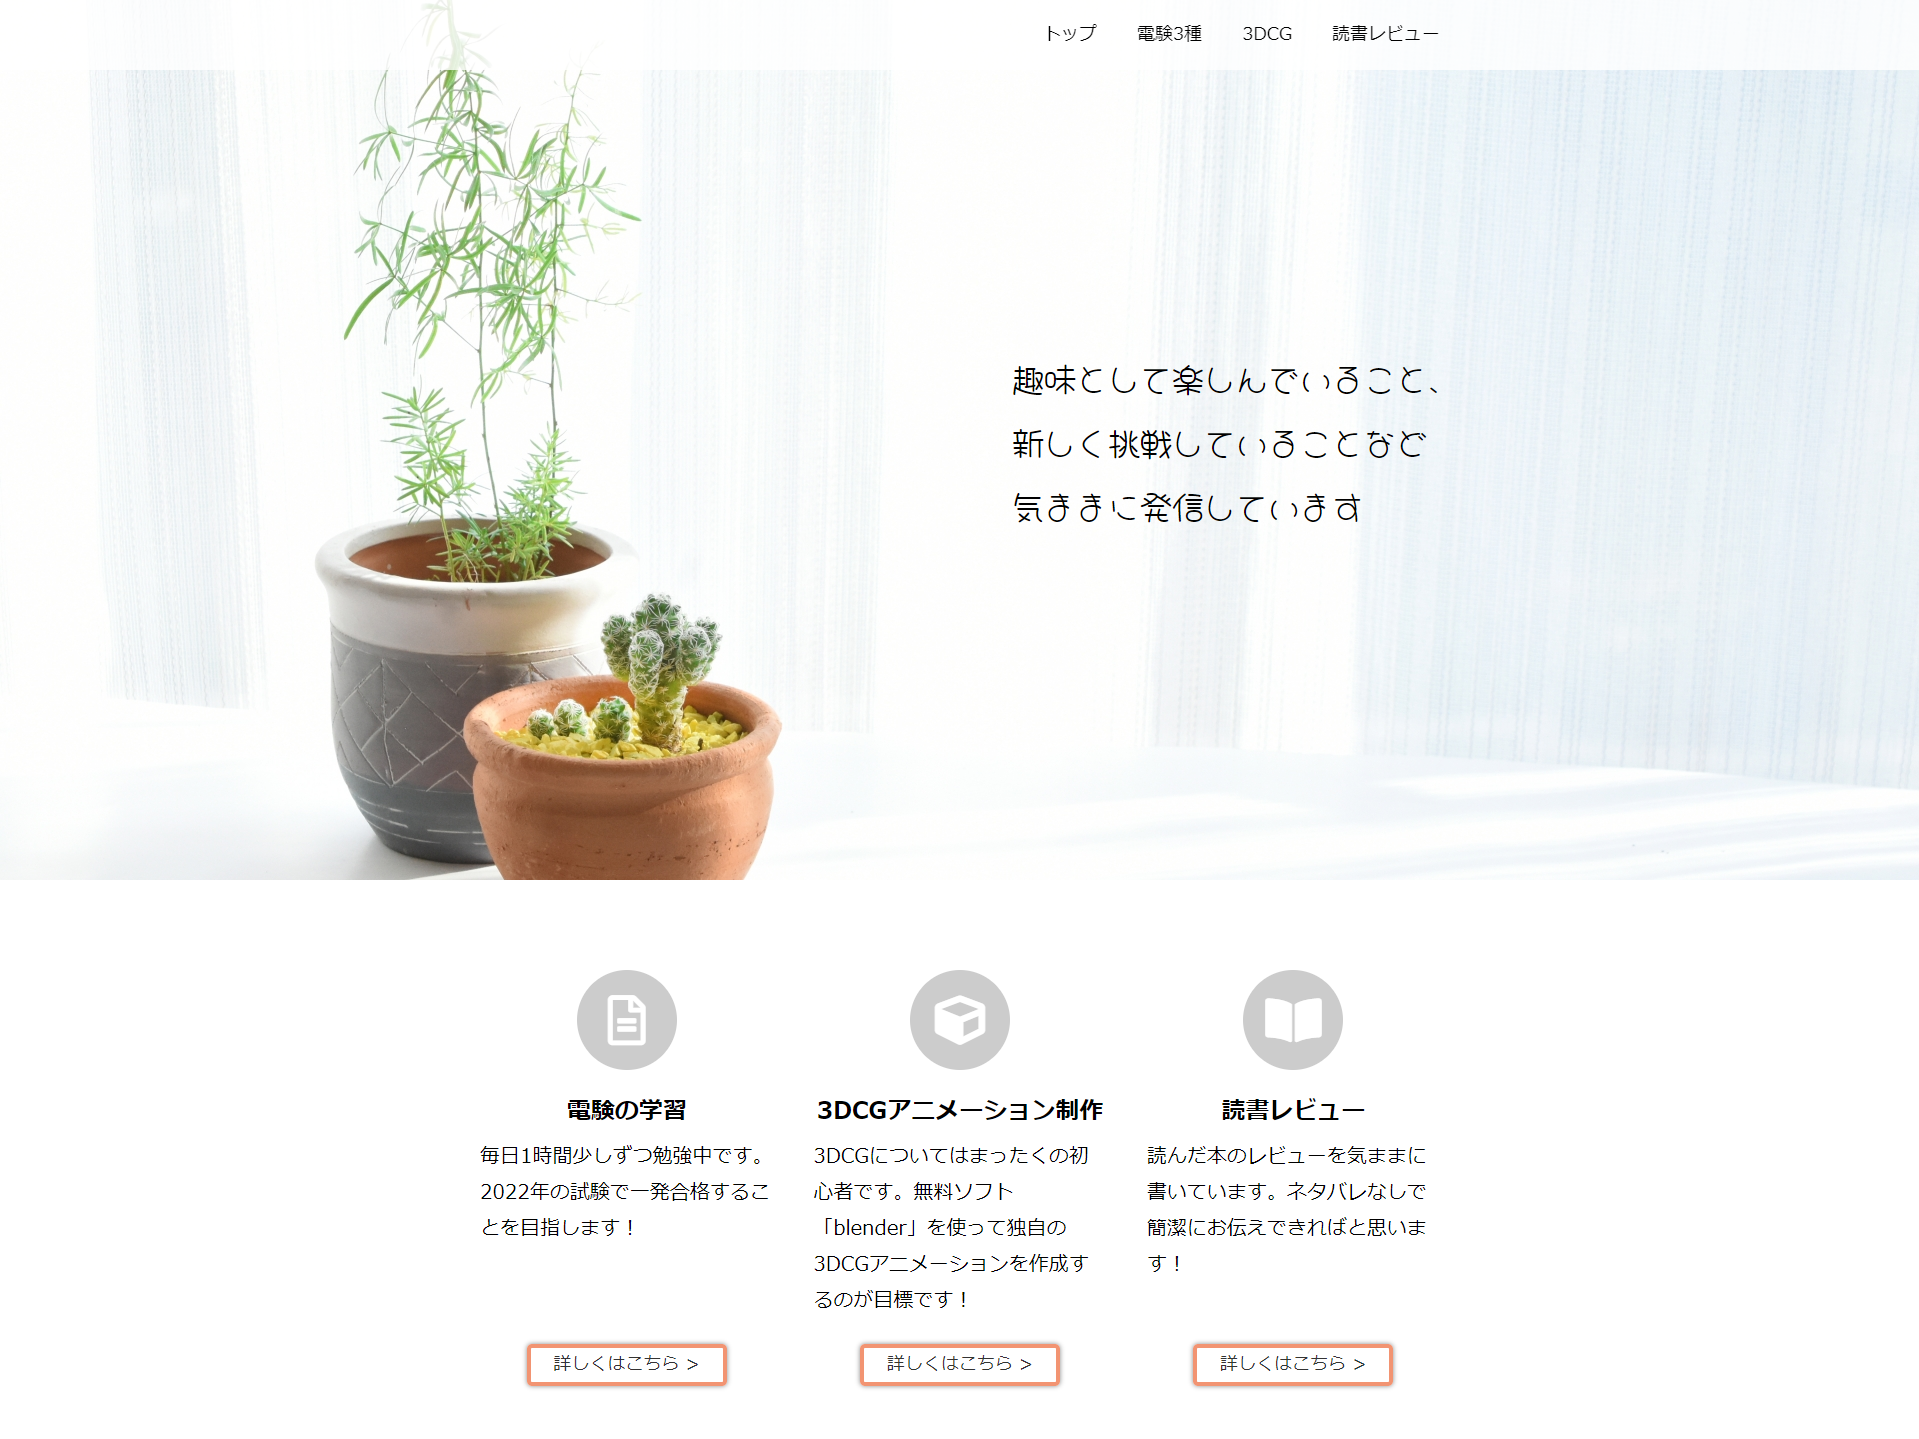 トップ 電験3種 3DCG 読書レビュー
趣味として楽しんでいること、
新しく挑戦していることなど
気ままに発信しています
電験の学習
毎日1時間少しずつ勉強中です。
2022年の試験で一発合格するこ
とを目指します！
詳しくはこちら >
3DCGアニメーション制作
3DCGについてはまったくの初
心者です。無料ソフト
「blender」を使って独自の
3DCGアニメーションを作成す
るのが目標です！
詳しくはこちら >
読書レビュー
読んだ本のレビューを気ままに
書いています。ネタバレなしで
簡潔にお伝えできればと思いま
す！
詳しくはこちら >